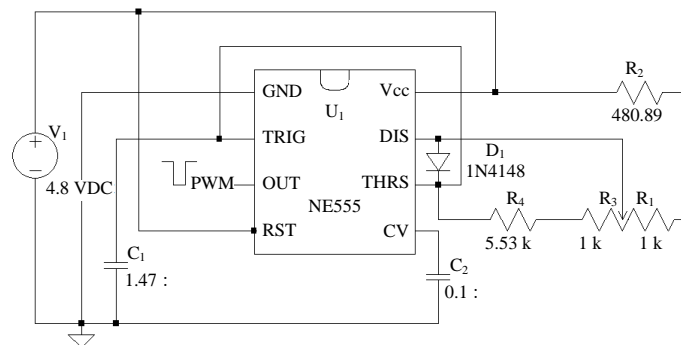 R2
480.89
GND
Vcc
U1
V1
TRIG
DIS
D1
1N4148
4.8 VDC
PWM
OUT
THRS
NE555
R4
R3
R1
RST
CV
5.53 k
1 k
1 k
C1
1.47 :
C2
0.1 :